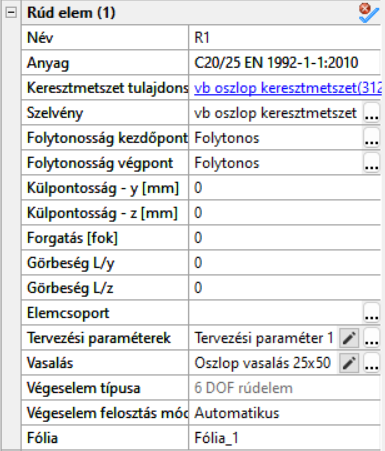 Rúd elem (1)
Név R1
Anyag C20/25 EN 1992-1-1:2010
Keresztmetszet tulajdons vb oszlop keresztmetszet(312
Szelvény vb oszlop keresztmetszet ...
Folytonosság kezdőpont Folytonos ...
Folytonosság végpont Folytonos ...
Külpontosság - y [mm] 0
Külpontosság - z [mm] 0
Forgatás [fok] 0
Görbeség L/y 0
Görbeség L/z 0
Elemcsoport ...
Tervezési paraméterek Tervezési paraméter 1 ...
Vasalás Oszlop vasalás 25x50 ...
Végeselem típusa 6 DOF rúdelem
Végeselem felosztás mód Automatikus
Fólia Fólia_1